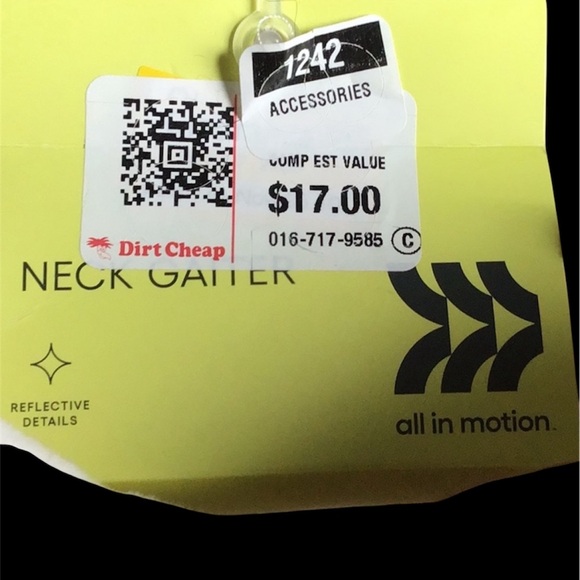 1242
ACCESSORIES
COMP EST VALUE
$17.00
016-717-9585 C
Dirt Cheap
NECK GAITER
REFLECTIVE
DETAILS
all in motion